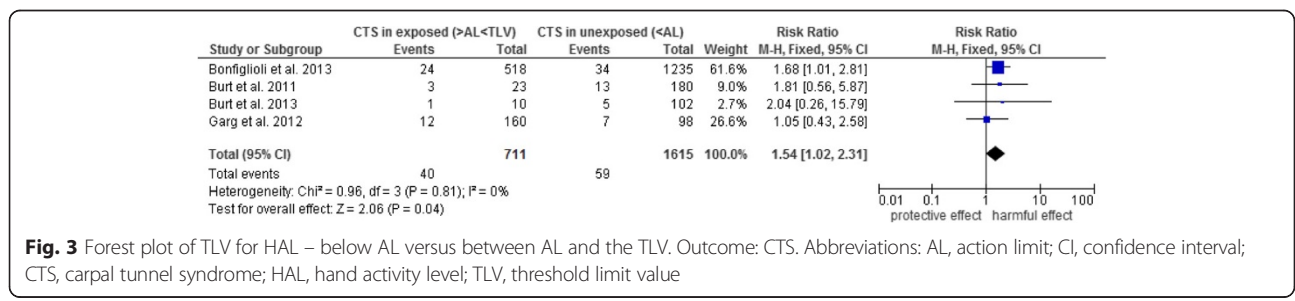 CTS in exposed (>AL<TLV) CTS in unexposed (<AL) Risk Ratio Risk Ratio
Study or Subgroup Events Total Events Total Weight M-H, Fixed, 95% CI M-H, Fixed, 95% CI
Bonfiglioli et al. 2013 24 518 34 1235 61.6% 1.68 [1.01, 2.81]
Burt et al. 2011 3 23 13 180 9.0% 1.81 [0.56, 5.87]
Burt et al. 2013 1 10 5 102 2.7% 2.04 [0.26, 15.79]
Garg et al. 2012 12 160 7 98 26.6% 1.05 [0.43, 2.58]
Total (95% CI) 711 1615 100.0% 1.54 [1.02, 2.31]
Total events 40 59
Heterogeneity: Chi² = 0.96, df = 3 (P = 0.81); I² = 0%
Test for overall effect: Z = 2.06 (P = 0.04)
0.01 0.1 1 10 100
protective effect harmful effect
Fig. 3 Forest plot of TLV for HAL – below AL versus between AL and the TLV. Outcome: CTS. Abbreviations: AL, action limit; CI, confidence interval;
CTS, carpal tunnel syndrome; HAL, hand activity level; TLV, threshold limit value